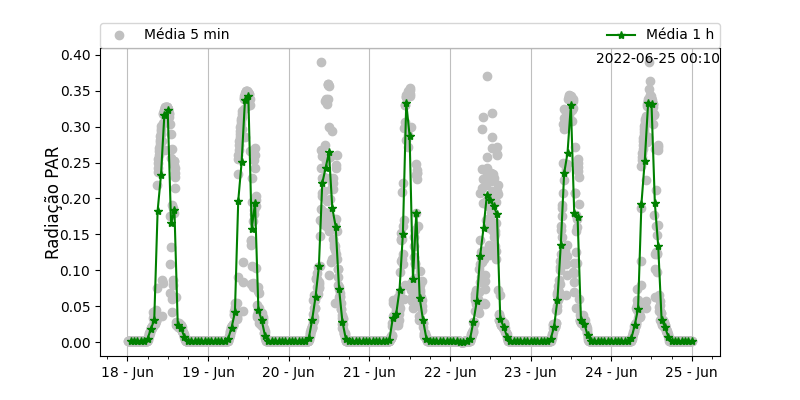 Média 5 min
Média 1 h
2022-06-25 00:10
Radiação PAR
0.40
0.35
0.30
0.25
0.20
0.15
0.10
0.05
0.00
18 - Jun
19 - Jun
20 - Jun
21 - Jun
22 - Jun
23 - Jun
24 - Jun
25 - Jun